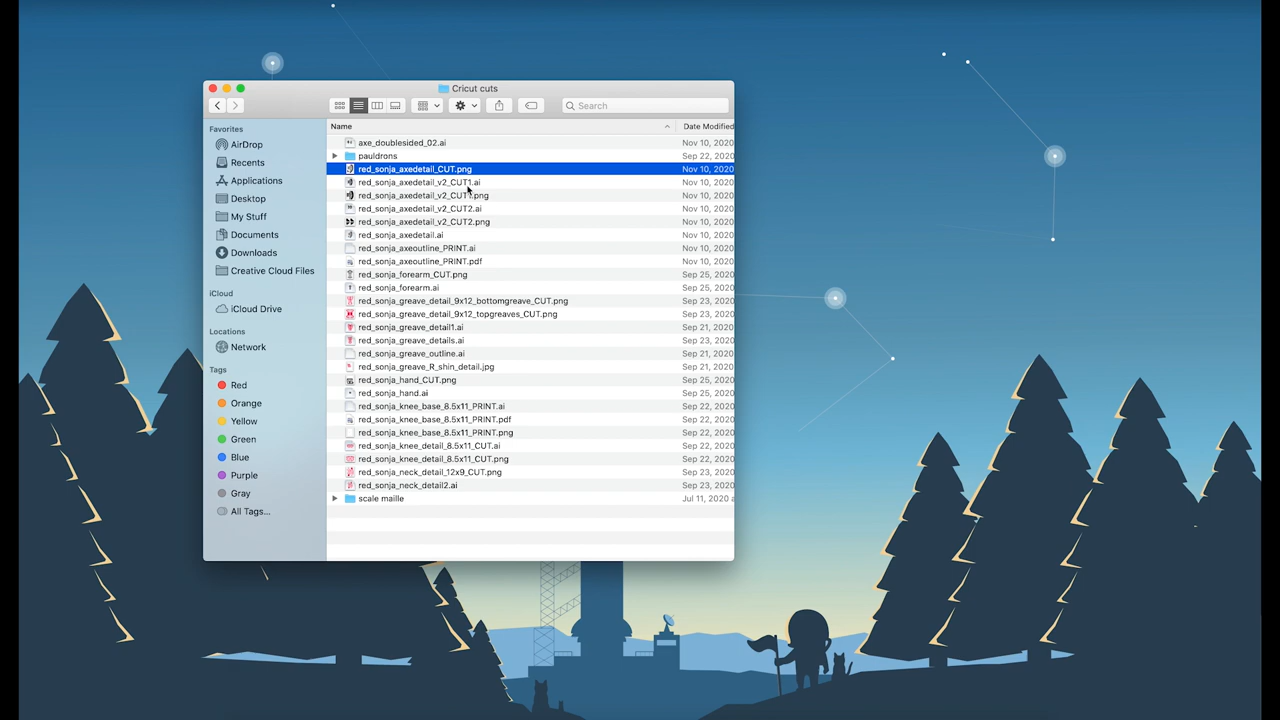 Cricut cuts
Search
Favorites
AirDrop
Recents
Applications
Desktop
My Stuff
Documents
Downloads
Creative Cloud Files
iCloud
iCloud Drive
Locations
Network
Tags
Red
Orange
Yellow
Green
Blue
Purple
Gray
All Tags...
Name Date Modified
axe_doublesided_02.ai Nov 10, 2020
pauldrons Sep 22, 2020
red_sonja_axedetail_CUT.png Nov 10, 2020
red_sonja_axedetail_v2_CUT1.ai Nov 10, 2020
red_sonja_axedetail_v2_CUT1.png Nov 10, 2020
red_sonja_axedetail_v2_CUT2.ai Nov 10, 2020
red_sonja_axedetail_v2_CUT2.png Nov 10, 2020
red_sonja_axedetail.ai Nov 10, 2020
red_sonja_axeoutline_PRINT.ai Nov 10, 2020
red_sonja_axeoutline_PRINT.pdf Nov 10, 2020
red_sonja_forearm_CUT.png Sep 25, 2020
red_sonja_forearm.ai Sep 25, 2020
red_sonja_greave_detail_9x12_bottomgreave_CUT.png Sep 23, 2020
red_sonja_greave_detail_9x12_topgreaves_CUT.png Sep 23, 2020
red_sonja_greave_detail1.ai Sep 21, 2020
red_sonja_greave_details.ai Sep 23, 2020
red_sonja_greave_outline.ai Sep 21, 2020
red_sonja_greave_R_shin_detail.jpg Sep 21, 2020
red_sonja_hand_CUT.png Sep 25, 2020
red_sonja_hand.ai Sep 25, 2020
red_sonja_knee_base_8.5x11_PRINT.ai Sep 22, 2020
red_sonja_knee_base_8.5x11_PRINT.pdf Sep 22, 2020
red_sonja_knee_base_8.5x11_PRINT.png Sep 22, 2020
red_sonja_knee_detail_8.5x11_CUT.ai Sep 22, 2020
red_sonja_knee_detail_8.5x11_CUT.png Sep 22, 2020
red_sonja_neck_detail_12x9_CUT.png Sep 23, 2020
red_sonja_neck_detail2.ai Sep 23, 2020
scale maille Jul 11, 2020 a